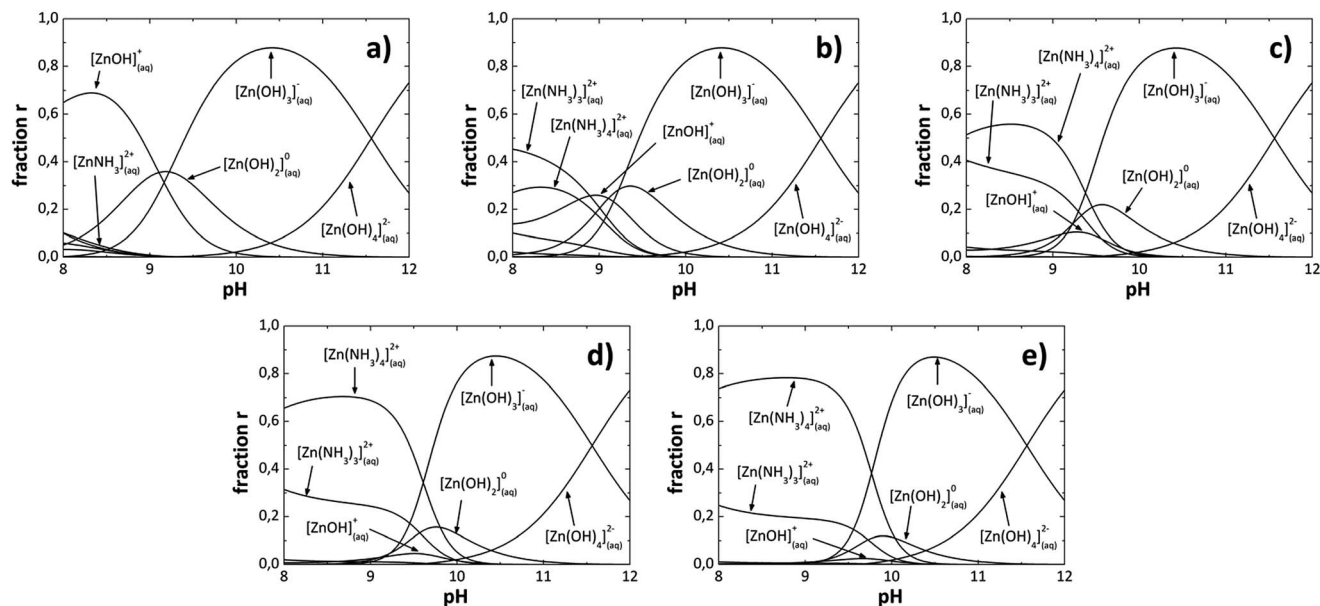 a)
fraction r
1,0
0,8
0,6
0,4
0,2
0,0
[ZnOH]⁺(aq)
[ZnNH₃]²⁺(aq)
[Zn(OH)₂]⁰(aq)
[Zn(OH)₃]⁻(aq)
[Zn(OH)₄]²⁻(aq)
8 9 10 11 12
pH
b)
1,0
0,8
0,6
0,4
0,2
0,0
[Zn(NH₃)₃]²⁺(aq)
[Zn(NH₃)₄]²⁺(aq)
[ZnOH]⁺(aq)
[Zn(OH)₂]⁰(aq)
[Zn(OH)₃]⁻(aq)
[Zn(OH)₄]²⁻(aq)
8 9 10 11 12
pH
c)
fraction r
1,0
0,8
0,6
0,4
0,2
0,0
[Zn(NH₃)₄]²⁺(aq)
[Zn(NH₃)₃]²⁺(aq)
[ZnOH]⁺(aq)
[Zn(OH)₃]⁻(aq)
[Zn(OH)₂]⁰(aq)
[Zn(OH)₄]²⁻(aq)
8 9 10 11 12
pH
d)
fraction r
1,0
0,8
0,6
0,4
0,2
0,0
[Zn(NH₃)₄]²⁺(aq)
[Zn(NH₃)₃]²⁺(aq)
[ZnOH]⁺(aq)
[Zn(OH)₃]⁻(aq)
[Zn(OH)₂]⁰(aq)
[Zn(OH)₄]²⁻(aq)
8 9 10 11 12
pH
e)
fraction r
1,0
0,8
0,6
0,4
0,2
0,0
[Zn(NH₃)₄]²⁺(aq)
[Zn(NH₃)₃]²⁺(aq)
[ZnOH]⁺(aq)
[Zn(OH)₃]⁻(aq)
[Zn(OH)₂]⁰(aq)
[Zn(OH)₄]²⁻(aq)
8 9 10 11 12
pH